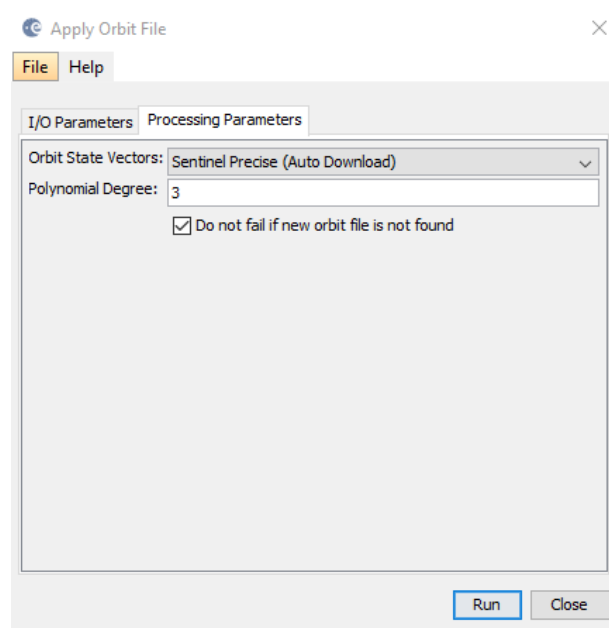 Apply Orbit File
File Help
I/O Parameters Processing Parameters
Orbit State Vectors: Sentinel Precise (Auto Download)
Polynomial Degree: 3
Do not fail if new orbit file is not found
Run Close